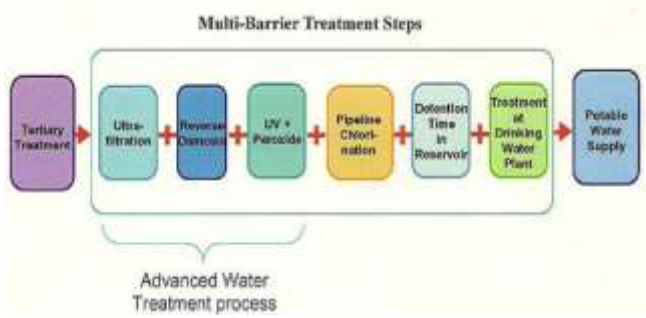 Multi-Barrier Treatment Steps
Tertiary
Treatment
Ultra-
filtration
Reverse
Osmosis
UV +
Peroxide
Pipeline
Chlori-
nation
Detention
Time
in
Reservoir
Treatment
at
Drinking
Water
Plant
Potable
Water
Supply
Advanced Water
Treatment process